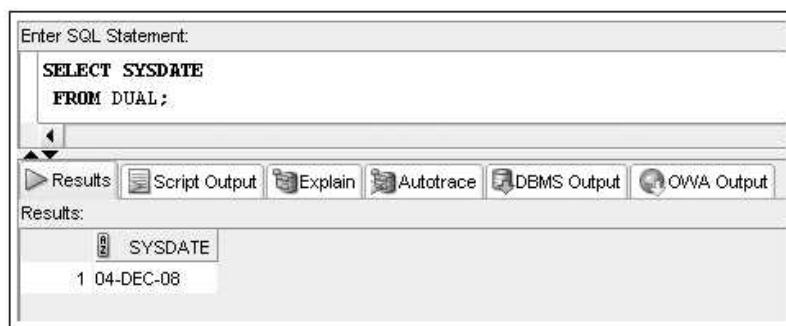 Enter SQL Statement:
SELECT SYSDATE
FROM DUAL;
Results Script Output Explain Autotrace DBMS Output OWA Output
Results:
SYSDATE
1 04-DEC-08